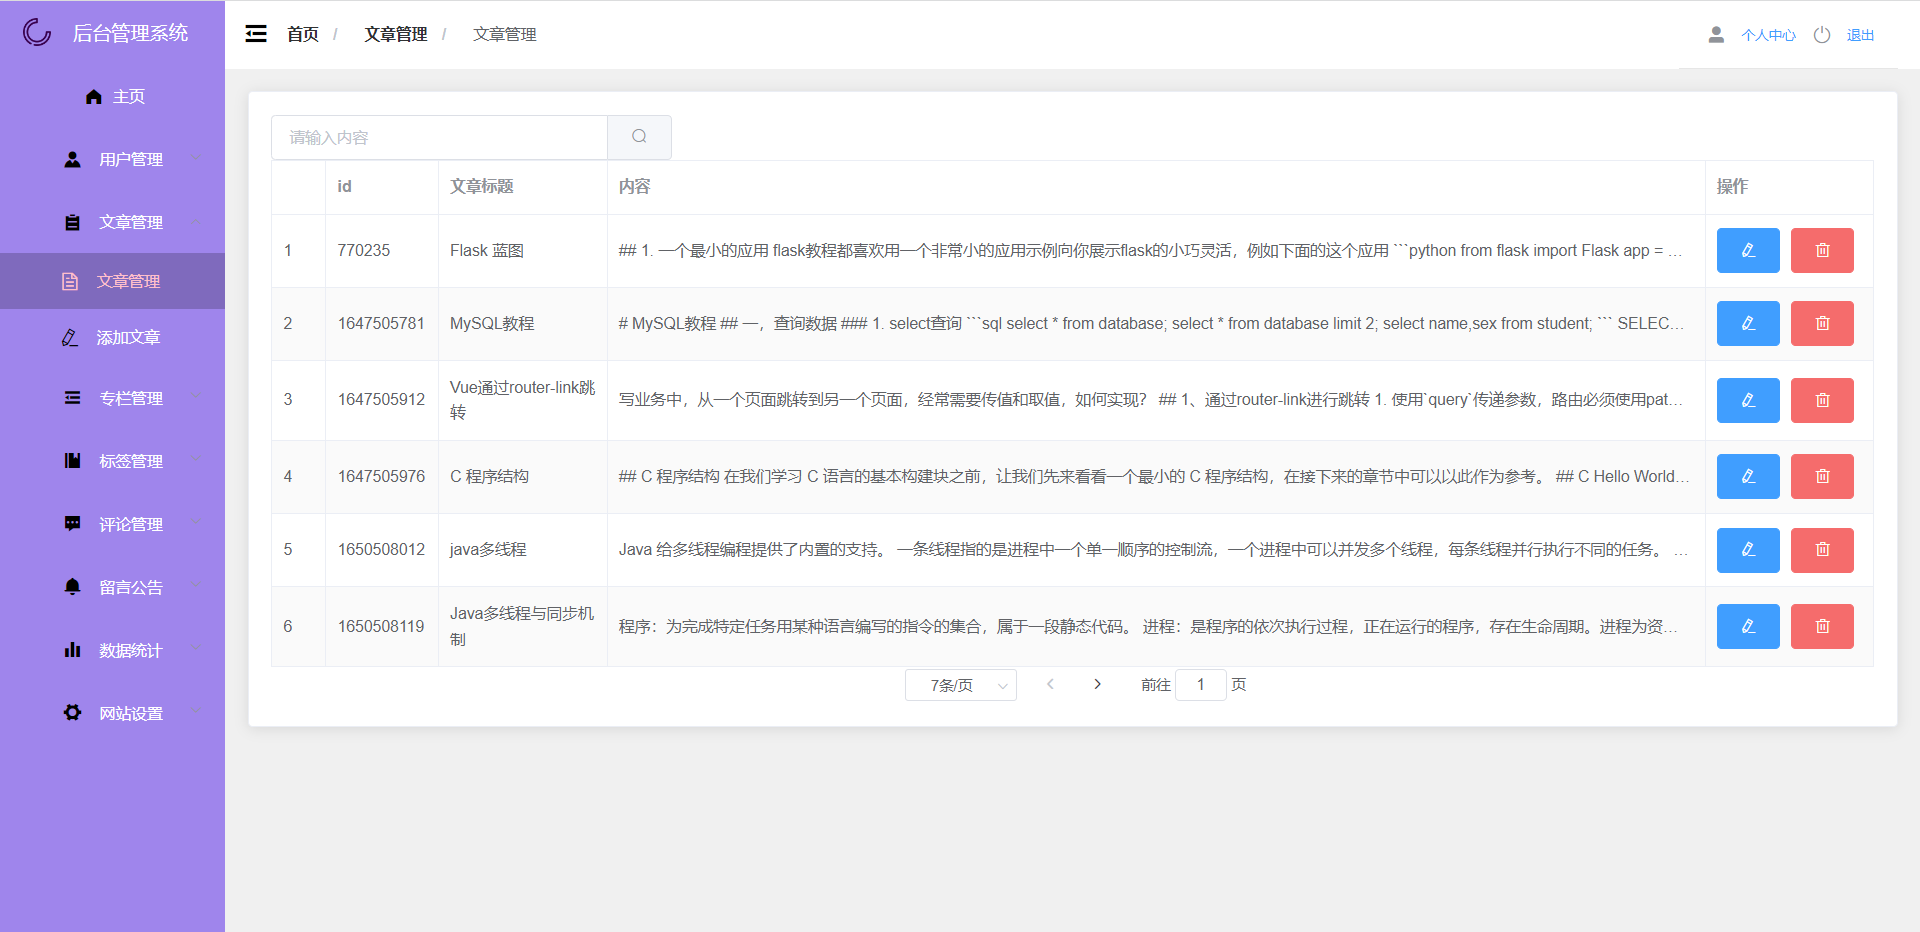 后台管理系统
主页
用户管理
文章管理
文章管理
添加文章
专栏管理
标签管理
评论管理
留言公告
数据统计
网站设置
首页 / 文章管理 / 文章管理
个人中心 退出
请输入内容
id 文章标题 内容 操作
1 770235 Flask 蓝图 ## 1. 一个最小的应用 flask教程都喜欢用一个非常小的应用示例向你展示flask的小巧灵活，例如下面的这个应用 ```python from flask import Flask app = ...
2 1647505781 MySQL教程 # MySQL教程 ## 一，查询数据 ### 1. select查询 ```sql select * from database; select * from database limit 2; select name,sex from student; ``` SELEC...
3 1647505912 Vue通过router-link跳 写业务中，从一个页面跳转到另一个页面，经常需要传值和取值，如何实现？ ## 1、通过router-link进行跳转 1. 使用`query`传递参数，路由必须使用pat...
转
4 1647505976 C 程序结构 ## C 程序结构 在我们学习 C 语言的基本构建块之前，让我们先来看看一个最小的 C 程序结构，在接下来的章节中可以以此作为参考。 ## C Hello World...
5 1650508012 java多线程 Java 给多线程编程提供了内置的支持。 一条线程指的是进程中一个单一顺序的控制流，一个进程中可以并发多个线程，每条线程并行执行不同的任务。 ...
6 1650508119 Java多线程与同步机 程序：为完成特定任务用某种语言编写的指令的集合，属于一段静态代码。 进程：是程序的依次执行过程，正在运行的程序，存在生命周期。进程为资...
制
7条/页 前往 1 页